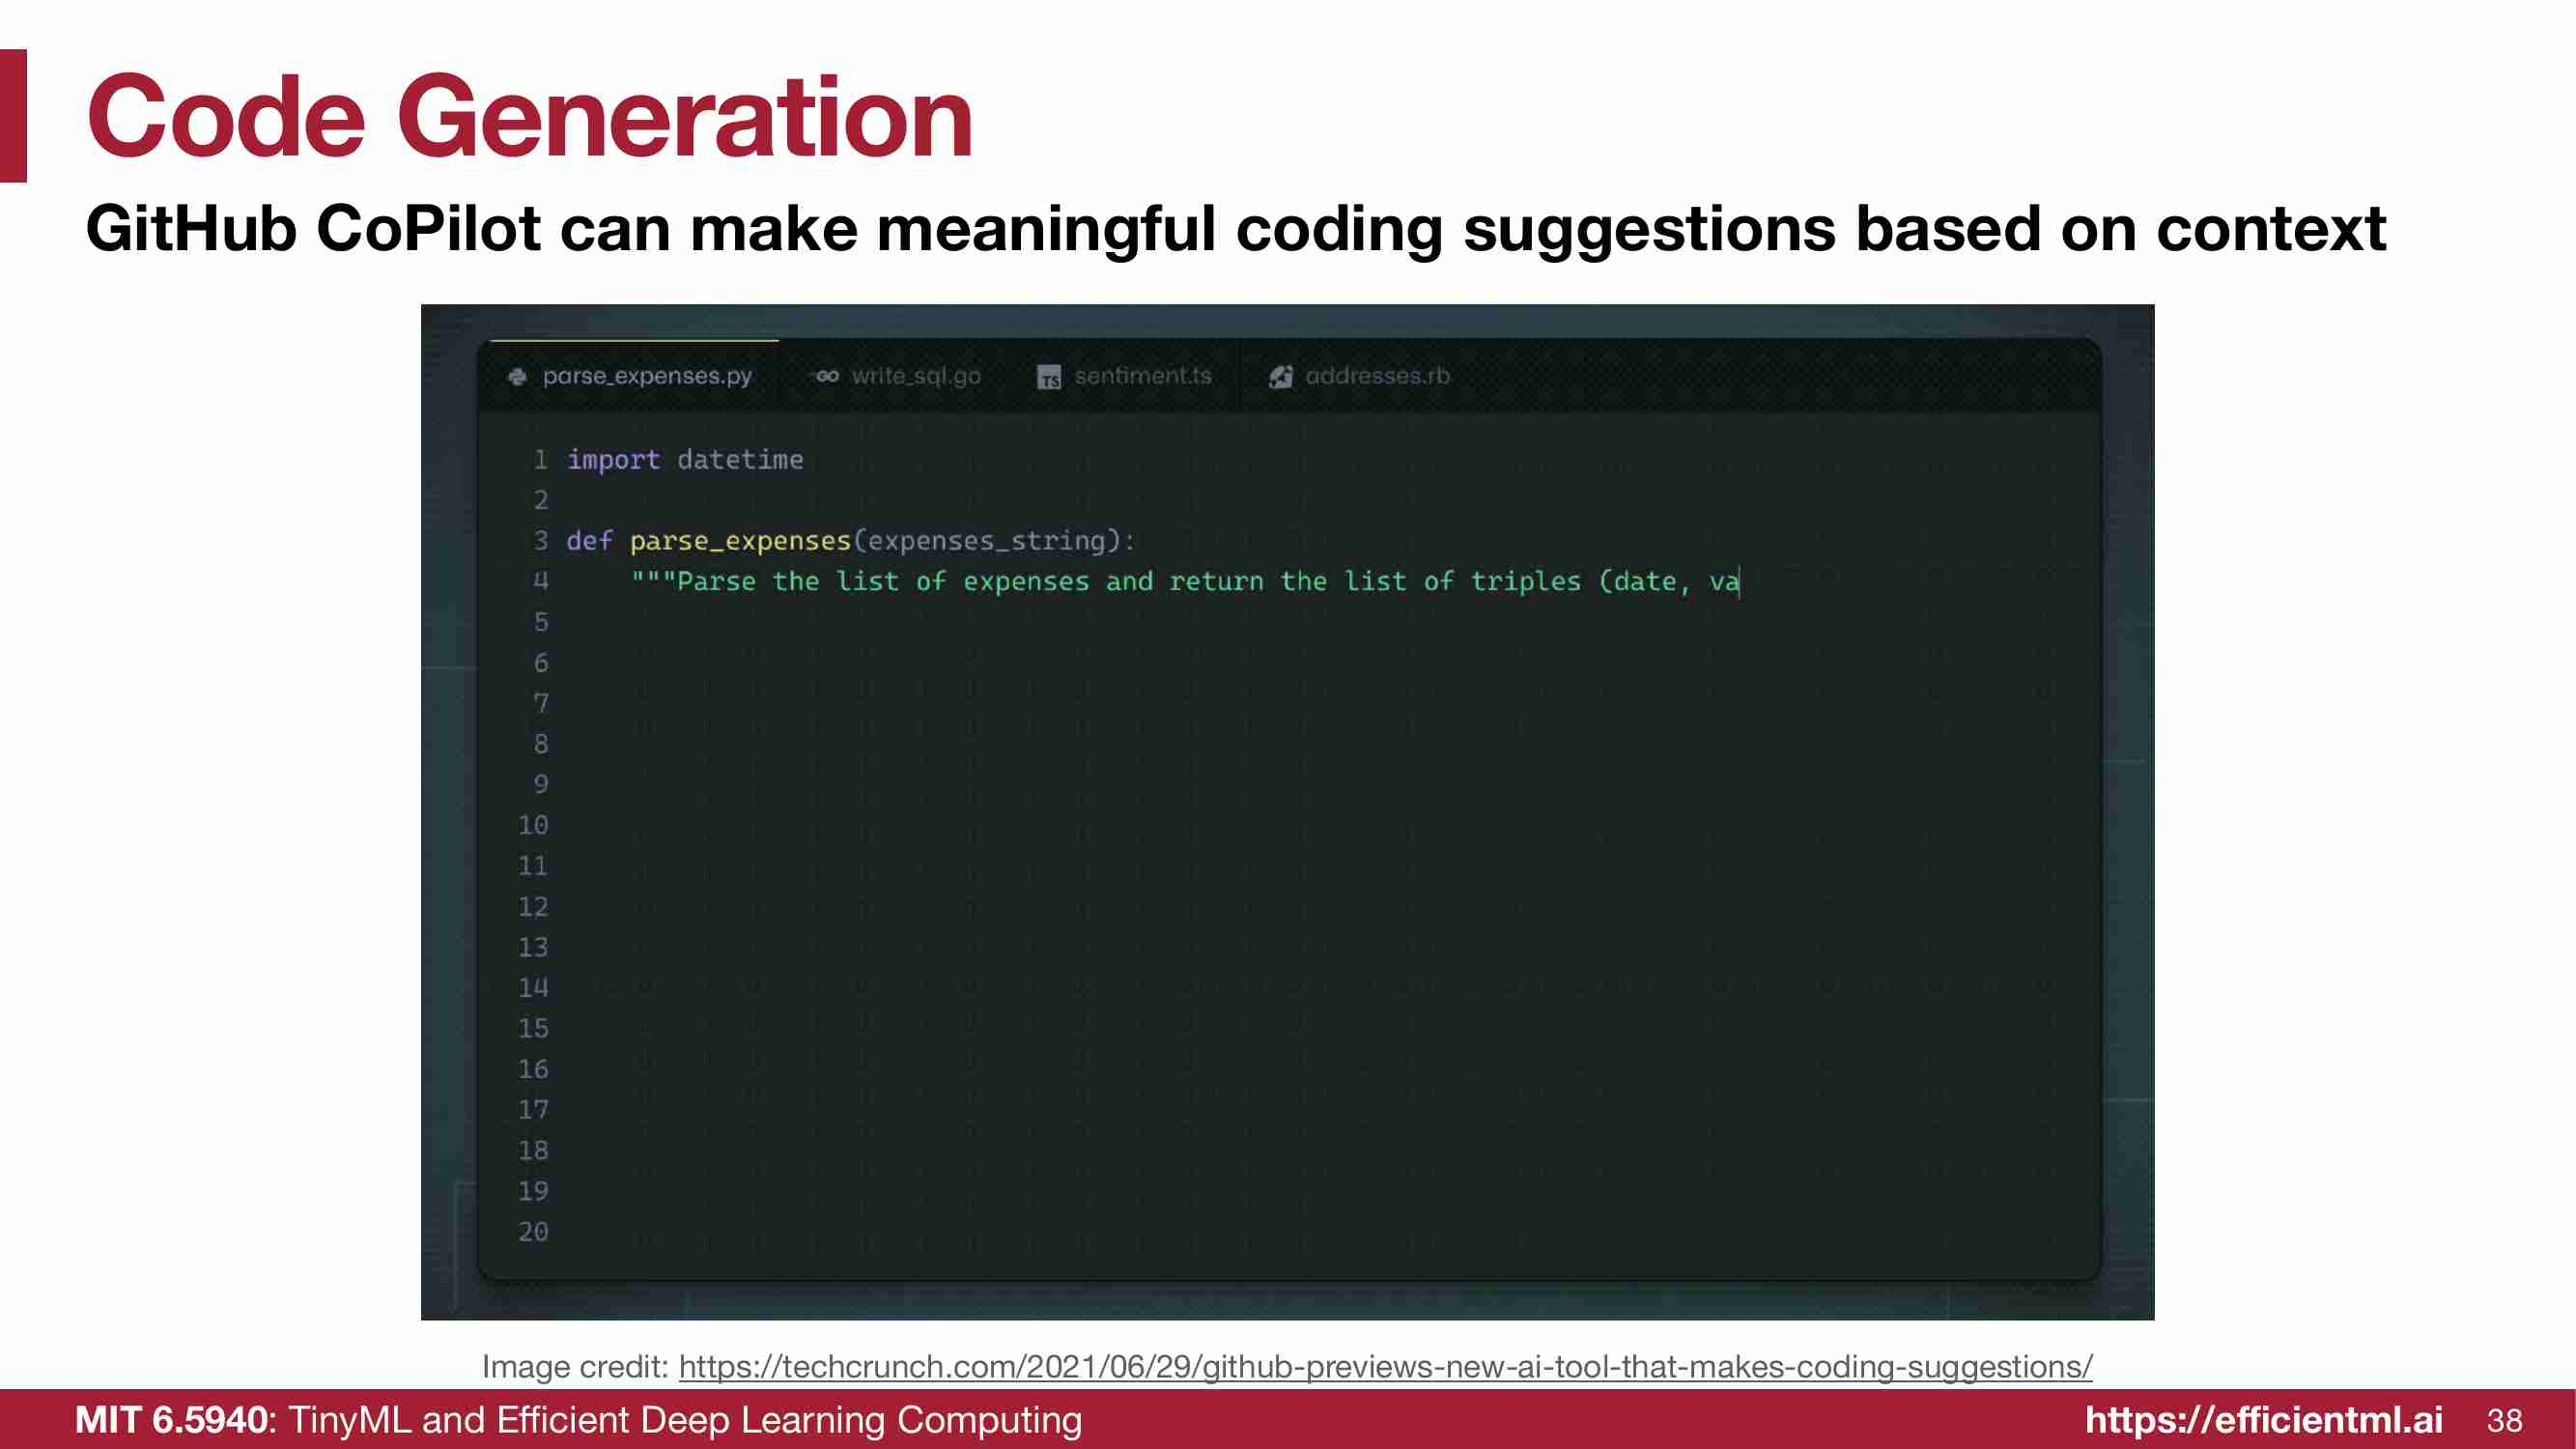 Code Generation
GitHub CoPilot can make meaningful coding suggestions based on context
parse_expenses.py write_sql.go TS sentiment.ts addresses.rb
1 import datetime
2
3 def parse_expenses(expenses_string):
4 """Parse the list of expenses and return the list of triples (date, va
5
6
7
8
9
10
11
12
13
14
15
16
17
18
19
20
Image credit: https://techcrunch.com/2021/06/29/github-previews-new-ai-tool-that-makes-coding-suggestions/
MIT 6.5940: TinyML and Efficient Deep Learning Computing https://efficientml.ai 38